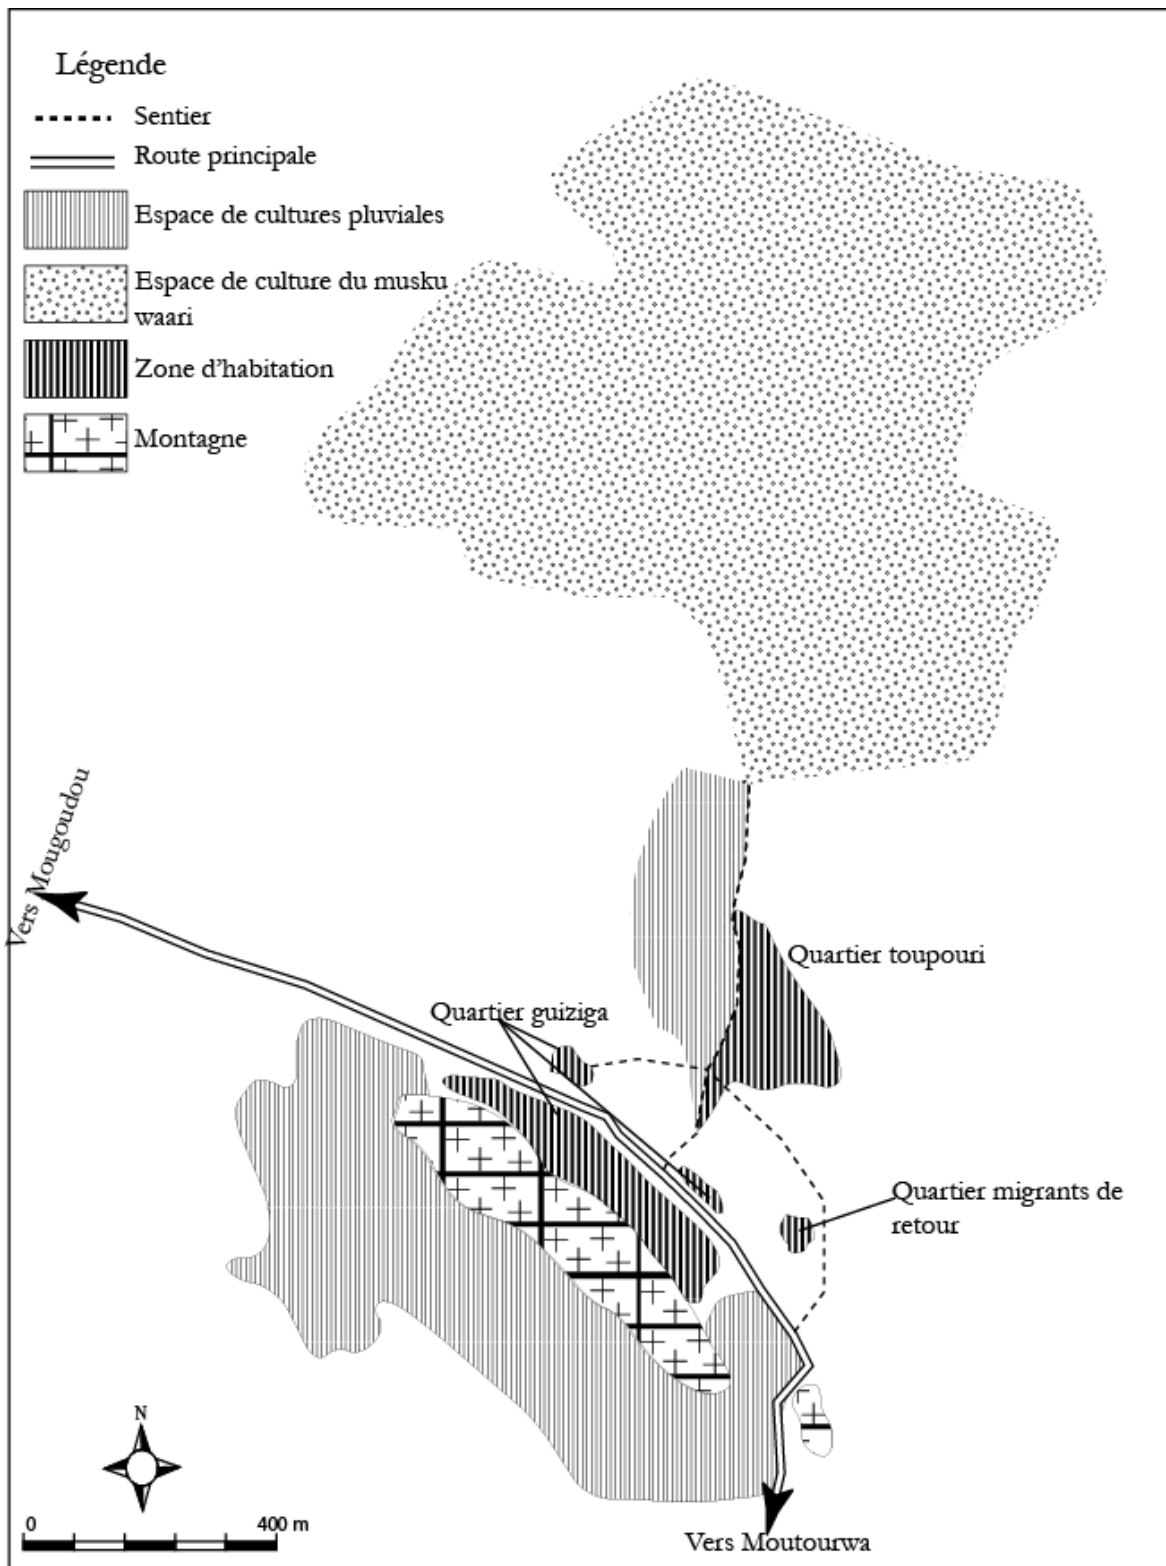 Légende
Sentier
Route principale
Espace de cultures pluviales
Espace de culture du musku
waari
Zone d'habitation
Montagne
Vers Mougoudou
Quartier toupouri
Quartier guiziga
Quartier migrants de
retour
N
0 400 m
Vers Moutourwa